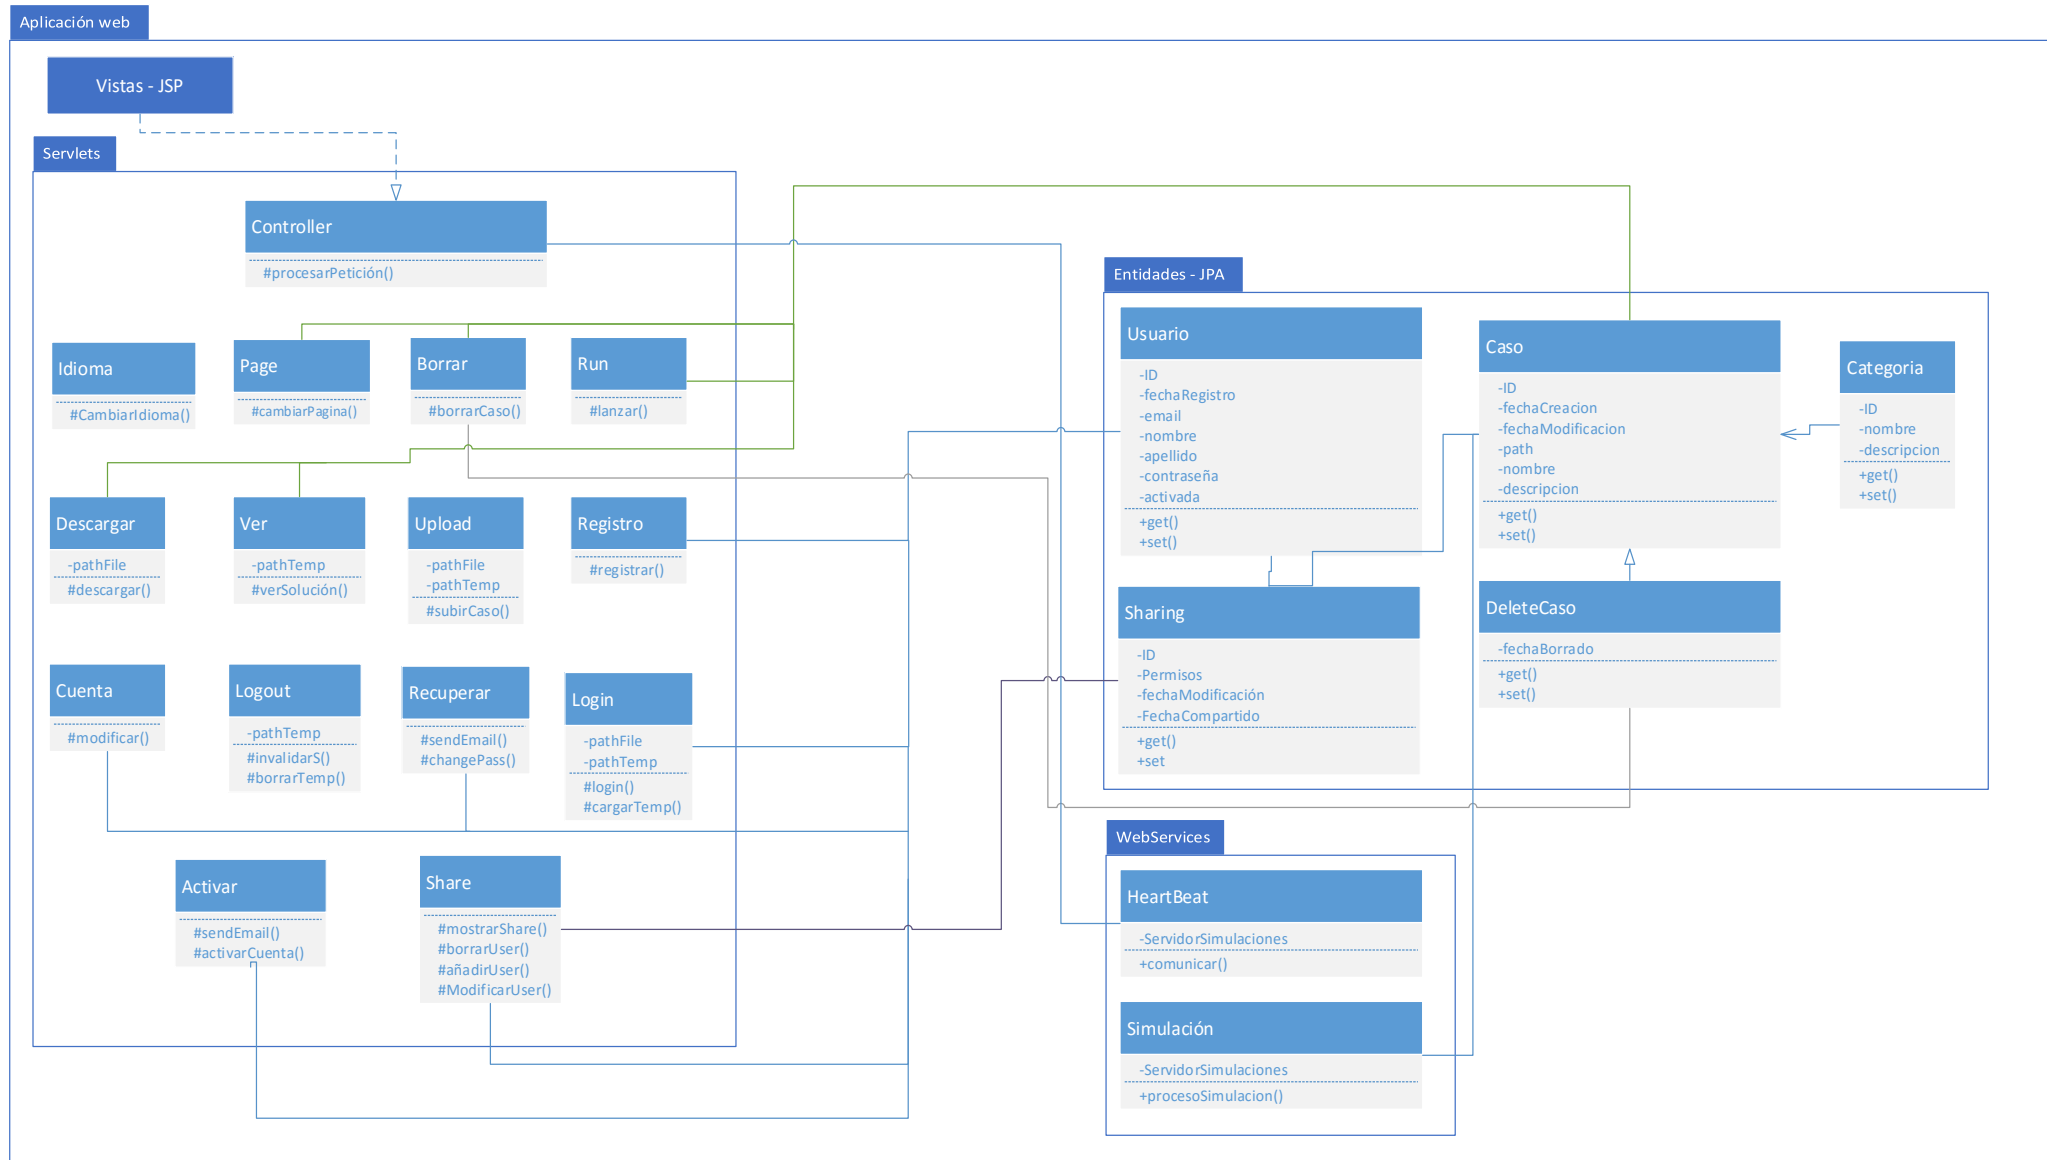 Aplicación web
Vistas - JSP
Servlets
Controller
#procesarPetición()
Idioma
#CambiarIdioma()
Page
#cambiarPagina()
Borrar
#borrarCaso()
Run
#lanzar()
Descargar
-pathFile
#descargar()
Ver
-pathTemp
#verSolución()
Upload
-pathFile
-pathTemp
#subirCaso()
Registro
#registrar()
Cuenta
#modificar()
Logout
-pathTemp
#invalidarS()
#borrarTemp()
Recuperar
#sendEmail()
#changePass()
Login
-pathFile
-pathTemp
#login()
#cargarTemp()
Activar
#sendEmail()
#activarCuenta()
Share
#mostrarShare()
#borrarUser()
#añadirUser()
#ModificarUser()
Entidades - JPA
Usuario
-ID
-fechaRegistro
-email
-nombre
-apellido
-contraseña
-activada
+get()
+set()
Caso
-ID
-fechaCreacion
-fechaModificacion
-path
-nombre
-descripcion
+get()
+set()
Categoria
-ID
-nombre
-descripcion
+get()
+set()
Sharing
-ID
-Permisos
-fechaModificación
-FechaCompartido
+get()
+set
DeleteCaso
-fechaBorrado
+get()
+set()
WebServices
HeartBeat
-ServidorSimulaciones
+comunicar()
Simulación
-ServidorSimulaciones
+procesoSimulacion()